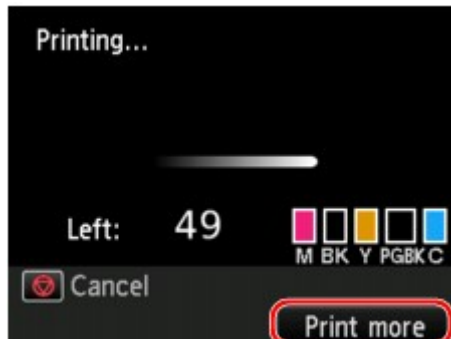 Printing...
Left: 49
M BK Y PGBK C
Cancel
Print more